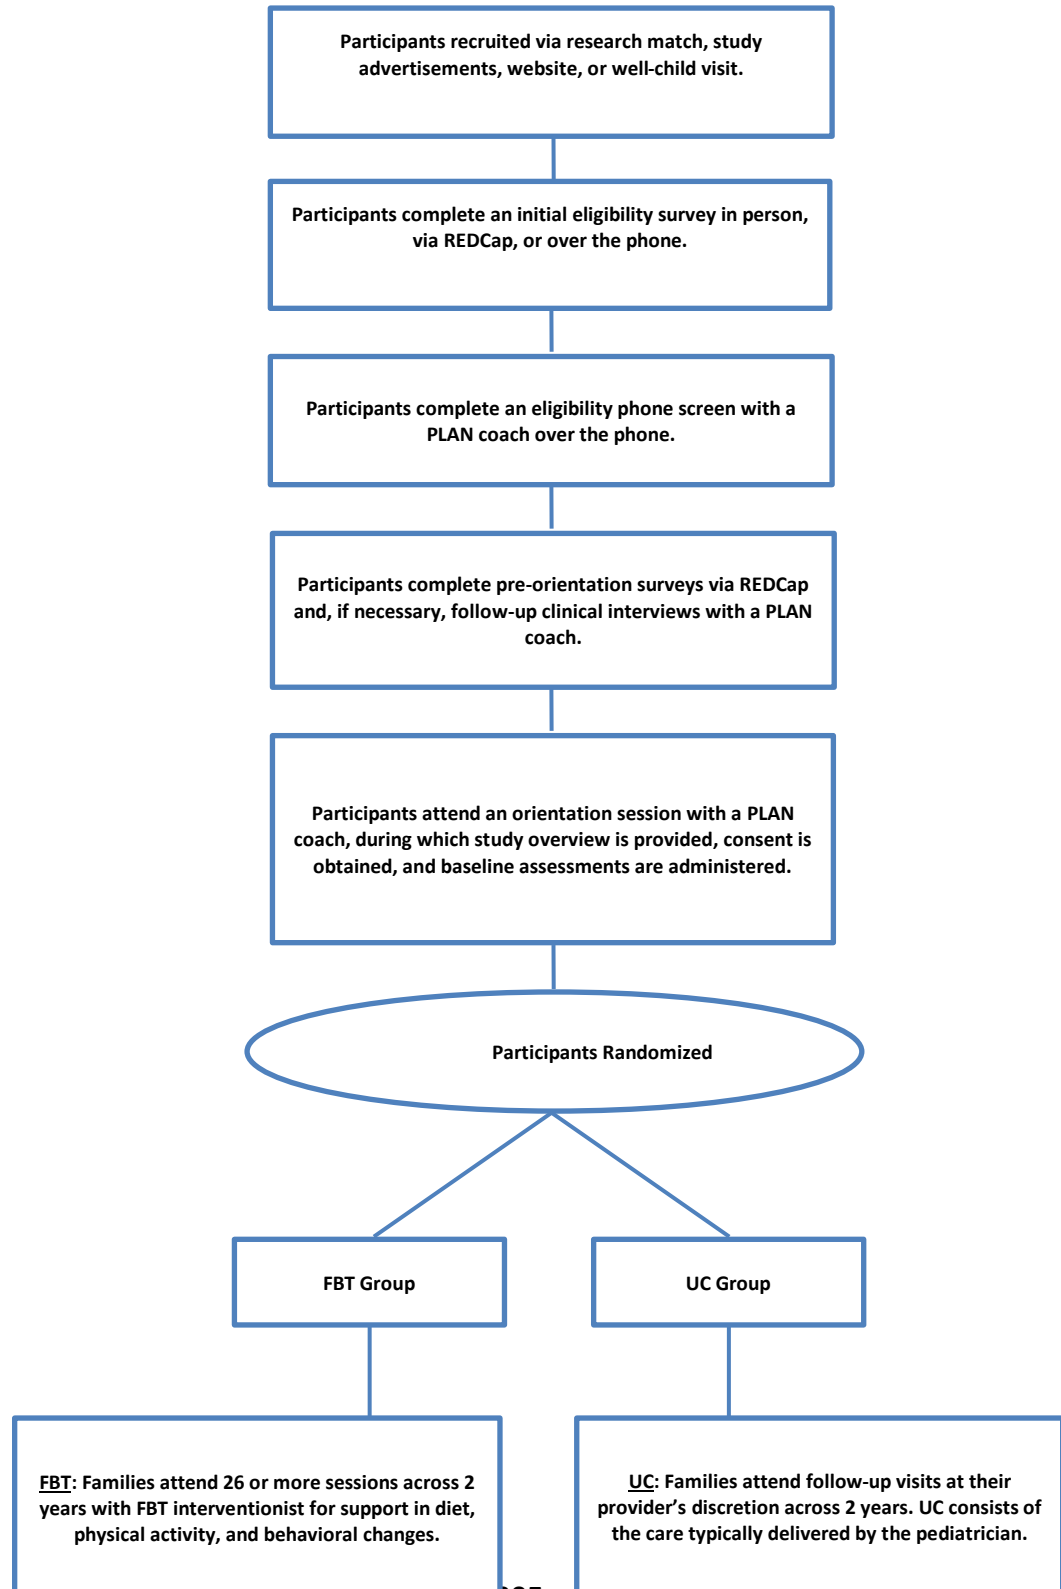 Participants recruited via research match, study
advertisements, website, or well-child visit.
Participants complete an initial eligibility survey in person,
via REDCap, or over the phone.
Participants complete an eligibility phone screen with a
PLAN coach over the phone.
Participants complete pre-orientation surveys via REDCap
and, if necessary, follow-up clinical interviews with a PLAN
coach.
Participants attend an orientation session with a PLAN
coach, during which study overview is provided, consent is
obtained, and baseline assessments are administered.
Participants Randomized
FBT Group
UC Group
FBT: Families attend 26 or more sessions across 2
years with FBT interventionist for support in diet,
physical activity, and behavioral changes.
UC: Families attend follow-up visits at their
provider’s discretion across 2 years. UC consists of
the care typically delivered by the pediatrician.